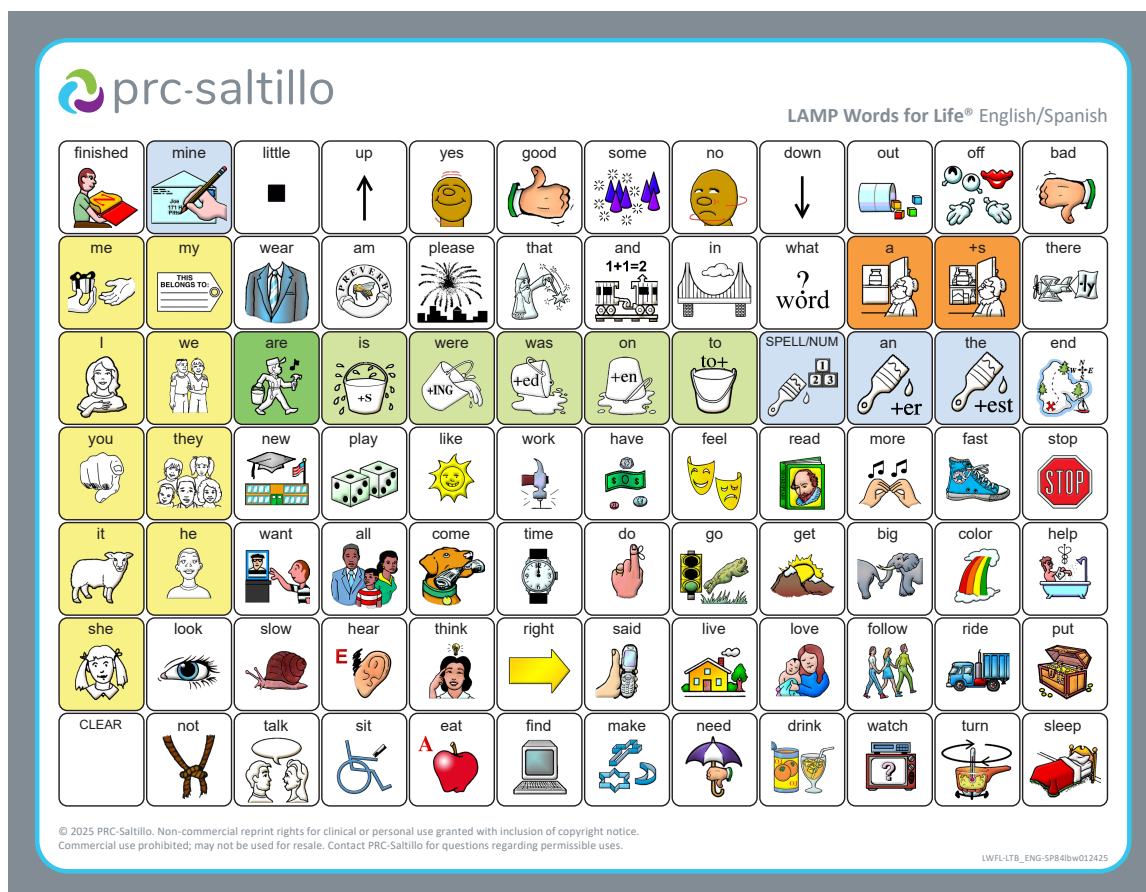 prc-saltillo
LAMP Words for Life® English/Spanish
finished mine little up yes good some no down out off bad
Joe
171 F
Pitts
me my wear am please that and in what a +s there
THIS
BELONGS TO:
PREVERB
1+1=2
?
word
ly
I we are is were was on to SPELL/NUM an the end
+s
+ING
+ed
+en
to+
1
2 3
+er
+est
N
W E
S
x
you they new play like work have feel read more fast stop
STOP
it he want all come time do go get big color help
she look slow hear think right said live love follow ride put
E
CLEAR not talk sit eat find make need drink watch turn sleep
A
OJ
?
© 2025 PRC-Saltillo. Non-commercial reprint rights for clinical or personal use granted with inclusion of copyright notice.
Commercial use prohibited; may not be used for resale. Contact PRC-Saltillo for questions regarding permissible uses.
LWFL-LTB_ENG-SP84lbw012425